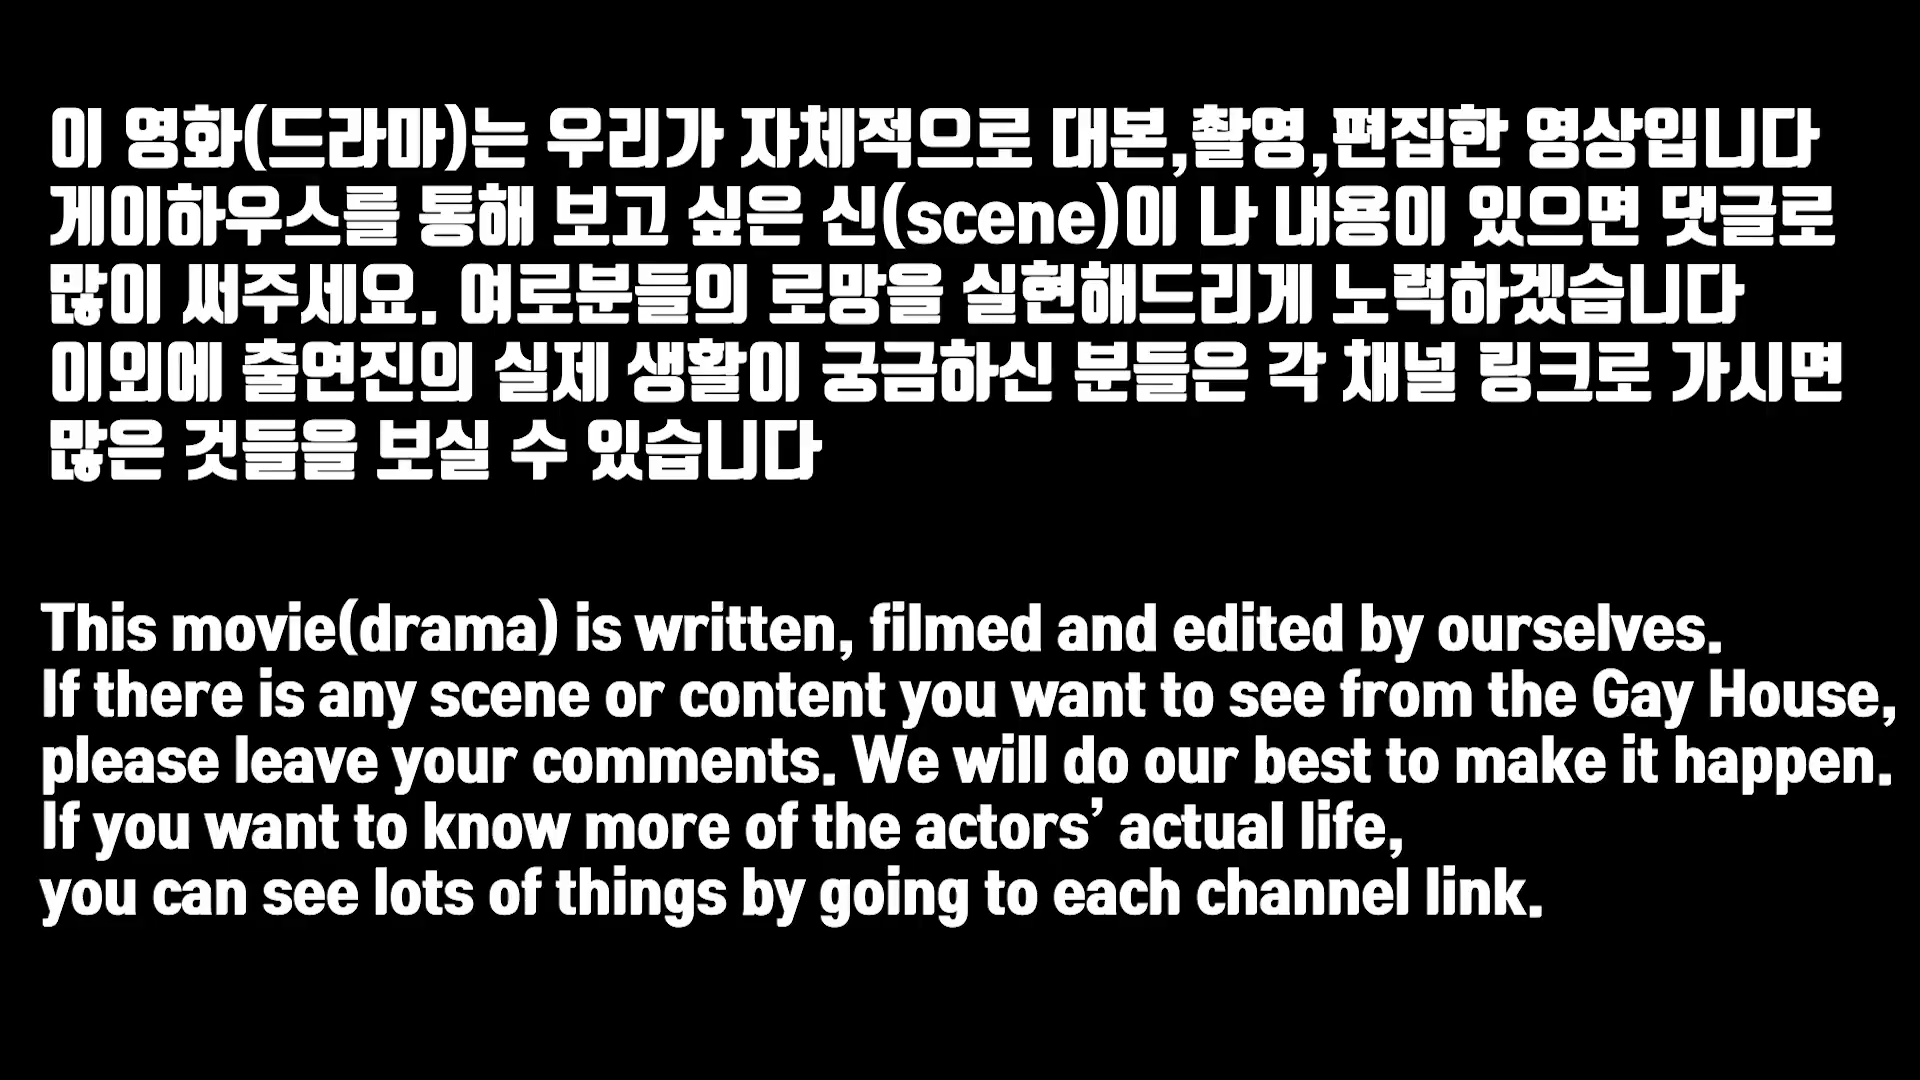 이 영화(드라마)는 우리가 자체적으로 대본,촬영,편집한 영상입니다
게이하우스를 통해 보고 싶은 신(scene)이 나 내용이 있으면 댓글로
많이 써주세요. 여로분들의 로망을 실현해드리게 노력하겠습니다
이외에 출연진의 실제 생활이 궁금하신 분들은 각 채널 링크로 가시면
많은 것들을 보실 수 있습니다
This movie(drama) is written, filmed and edited by ourselves.
If there is any scene or content you want to see from the Gay House,
please leave your comments. We will do our best to make it happen.
If you want to know more of the actors’ actual life,
you can see lots of things by going to each channel link.